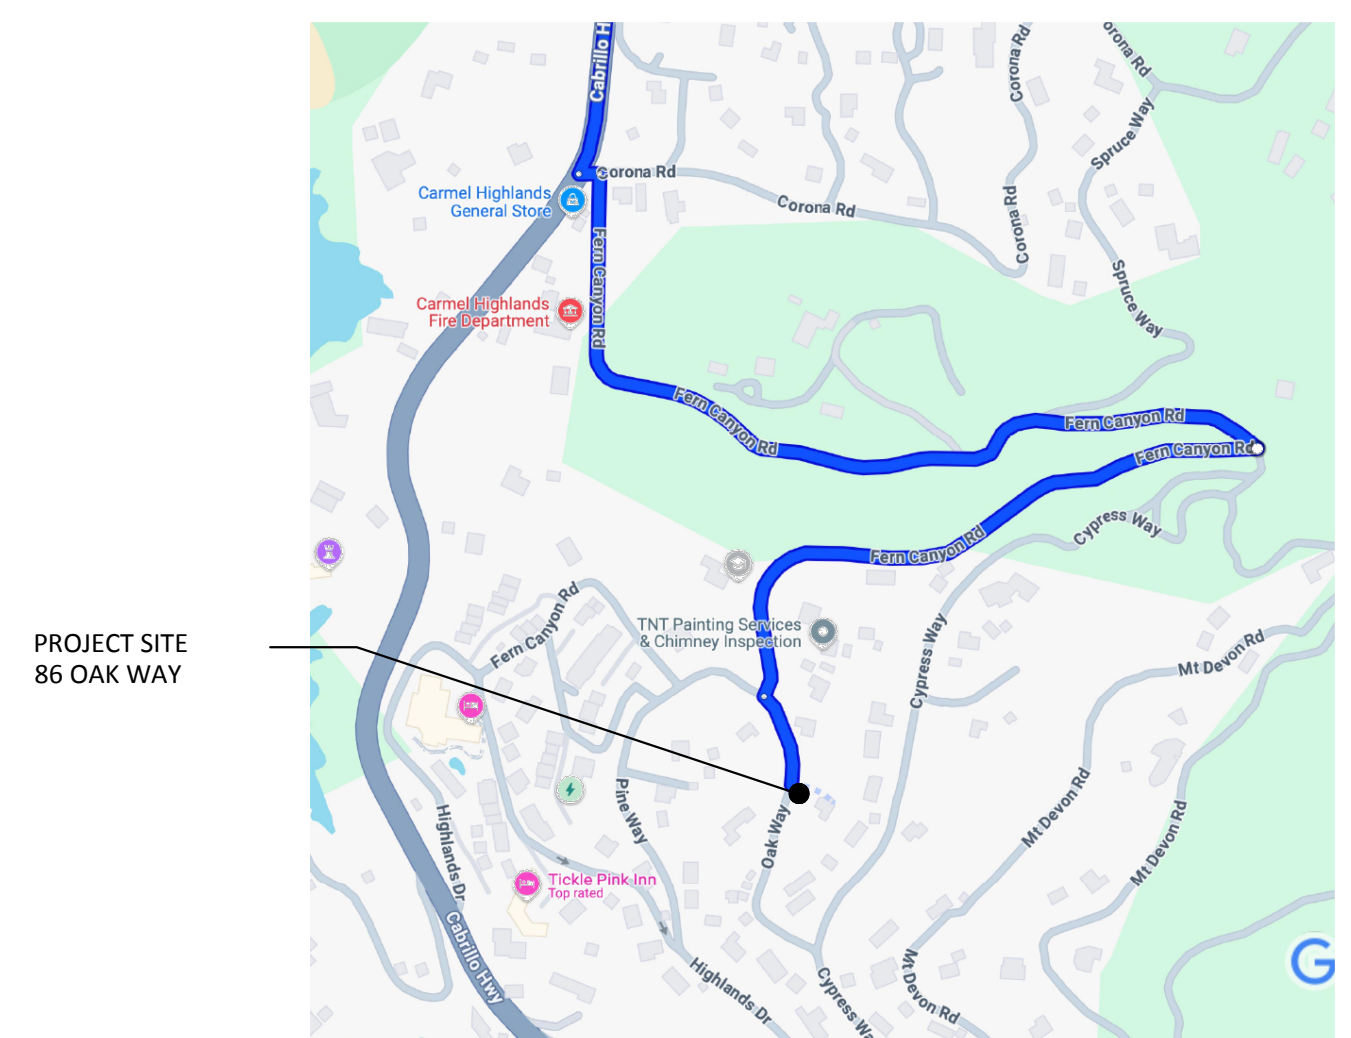 Cabrillo H
Corona Rd
orona Rd
Spruce Way
Corona Rd
Carmel Highlands
General Store
Corona Rd
Corona Rd
Fern Canyon Rd
Spruce Way
Carmel Highlands
Fire Department
Fern Canyon Rd
Fern Canyon Rd
Fern Canyon Rd
Cypress Way
Fern Canyon Rd
Fern Canyon Rd
TNT Painting Services
& Chimney Inspection
Cypress Way
Mt Devon Rd
PROJECT SITE
86 OAK WAY
Pine Way
Oak Way
Mt Devon Rd
Mt Devon Rd
Highlands Dr
Tickle Pink Inn
Top rated
Cabrillo Hwy
Highlands Dr
Cypress Wa
Mt Devon Rd
G